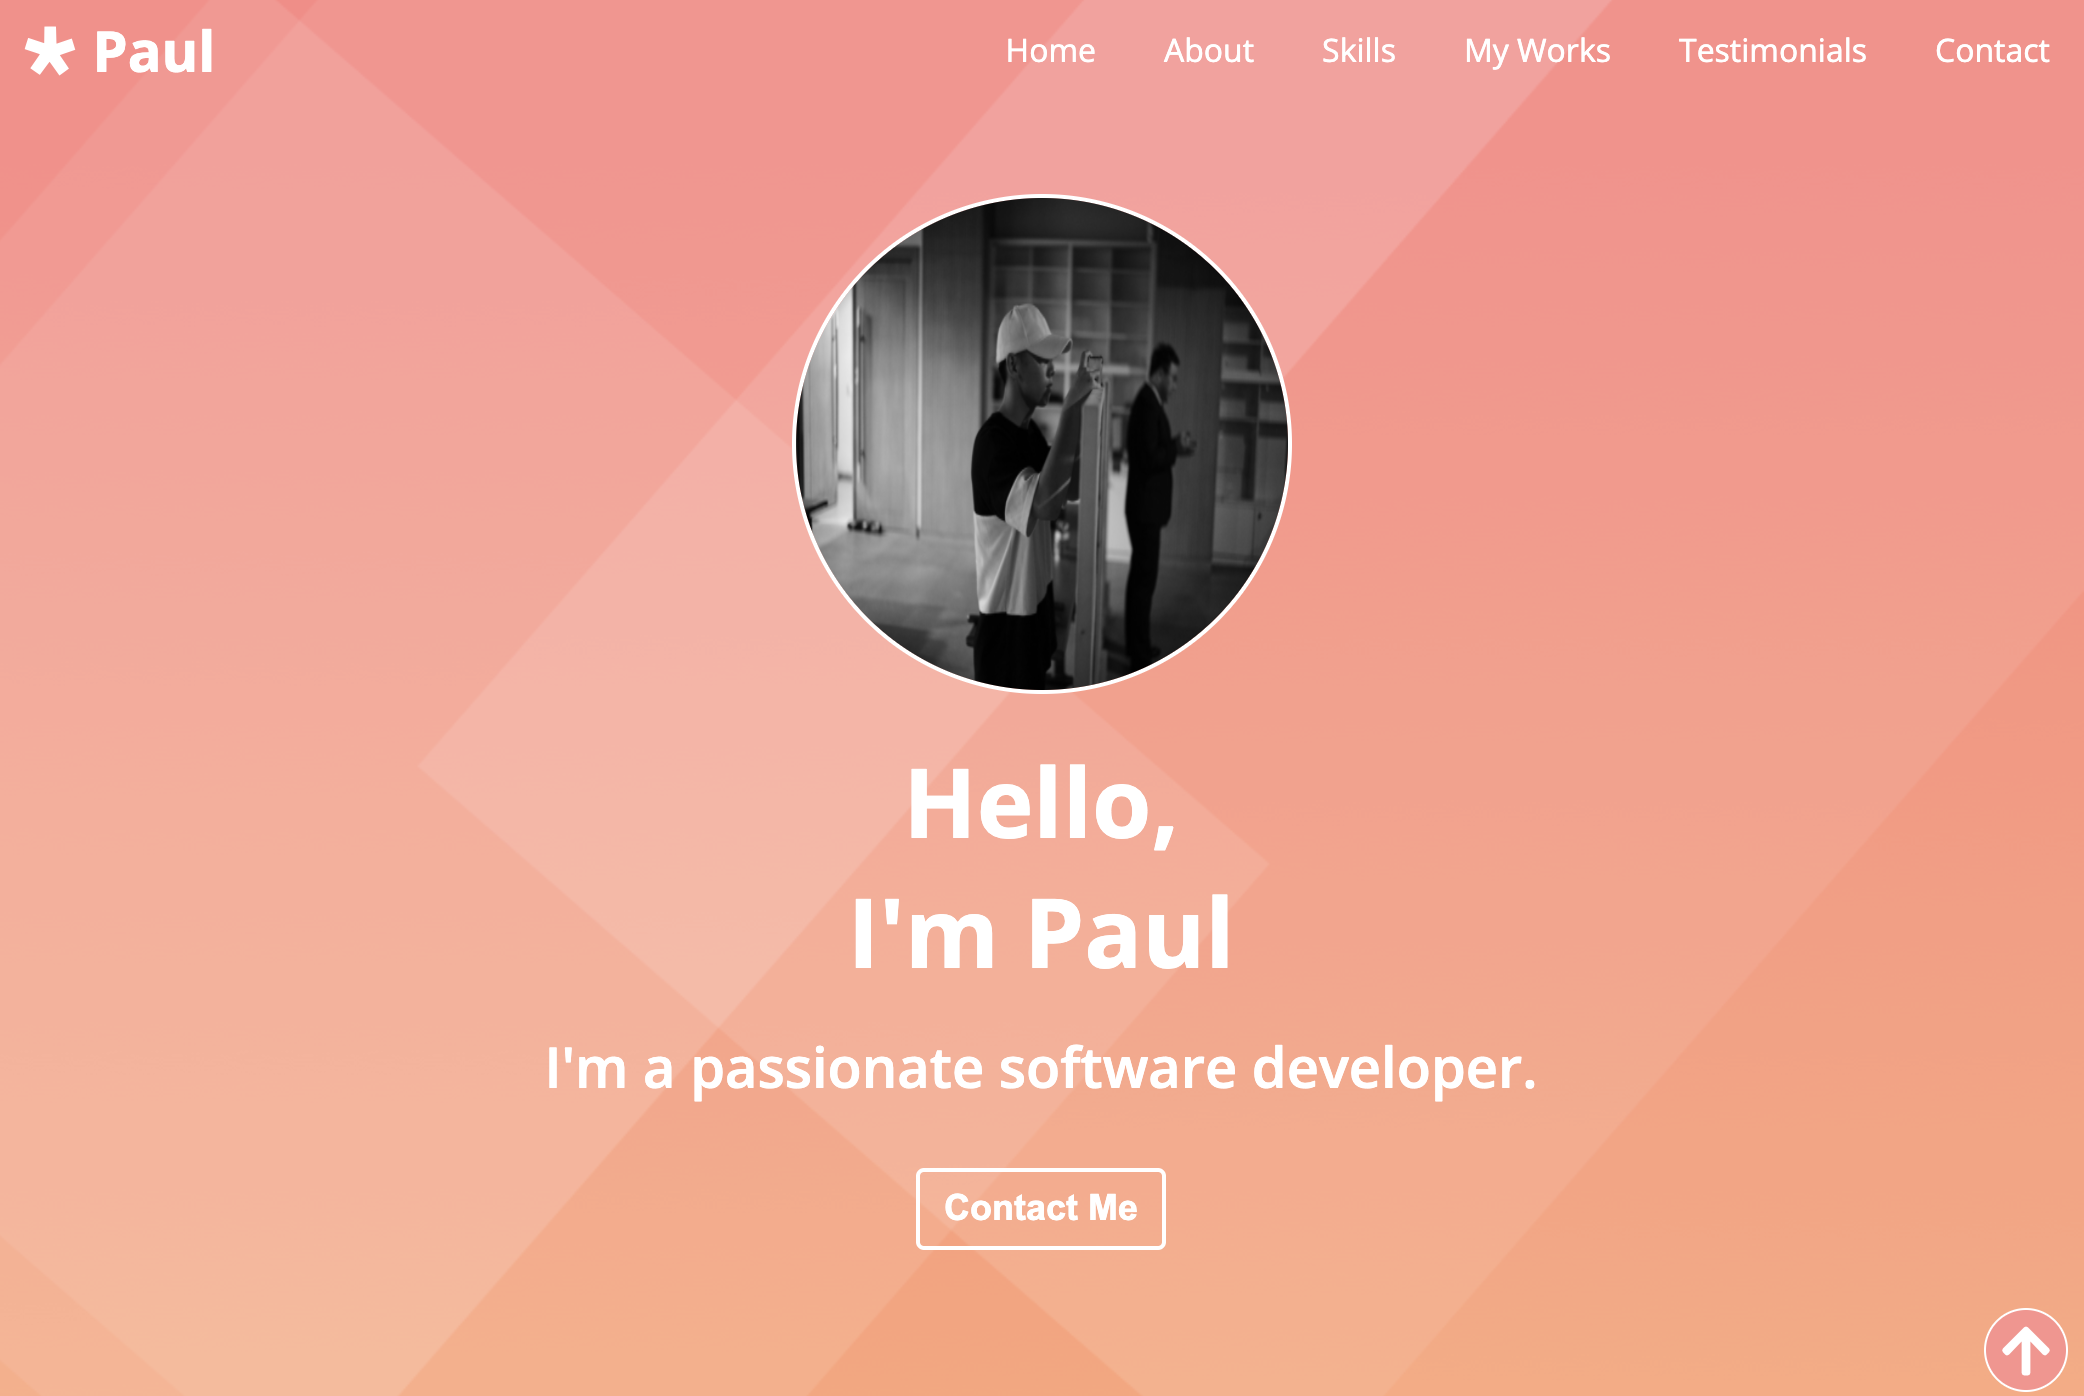 Paul
Home About Skills My Works Testimonials Contact
Hello,
I'm Paul
I'm a passionate software developer.
Contact Me